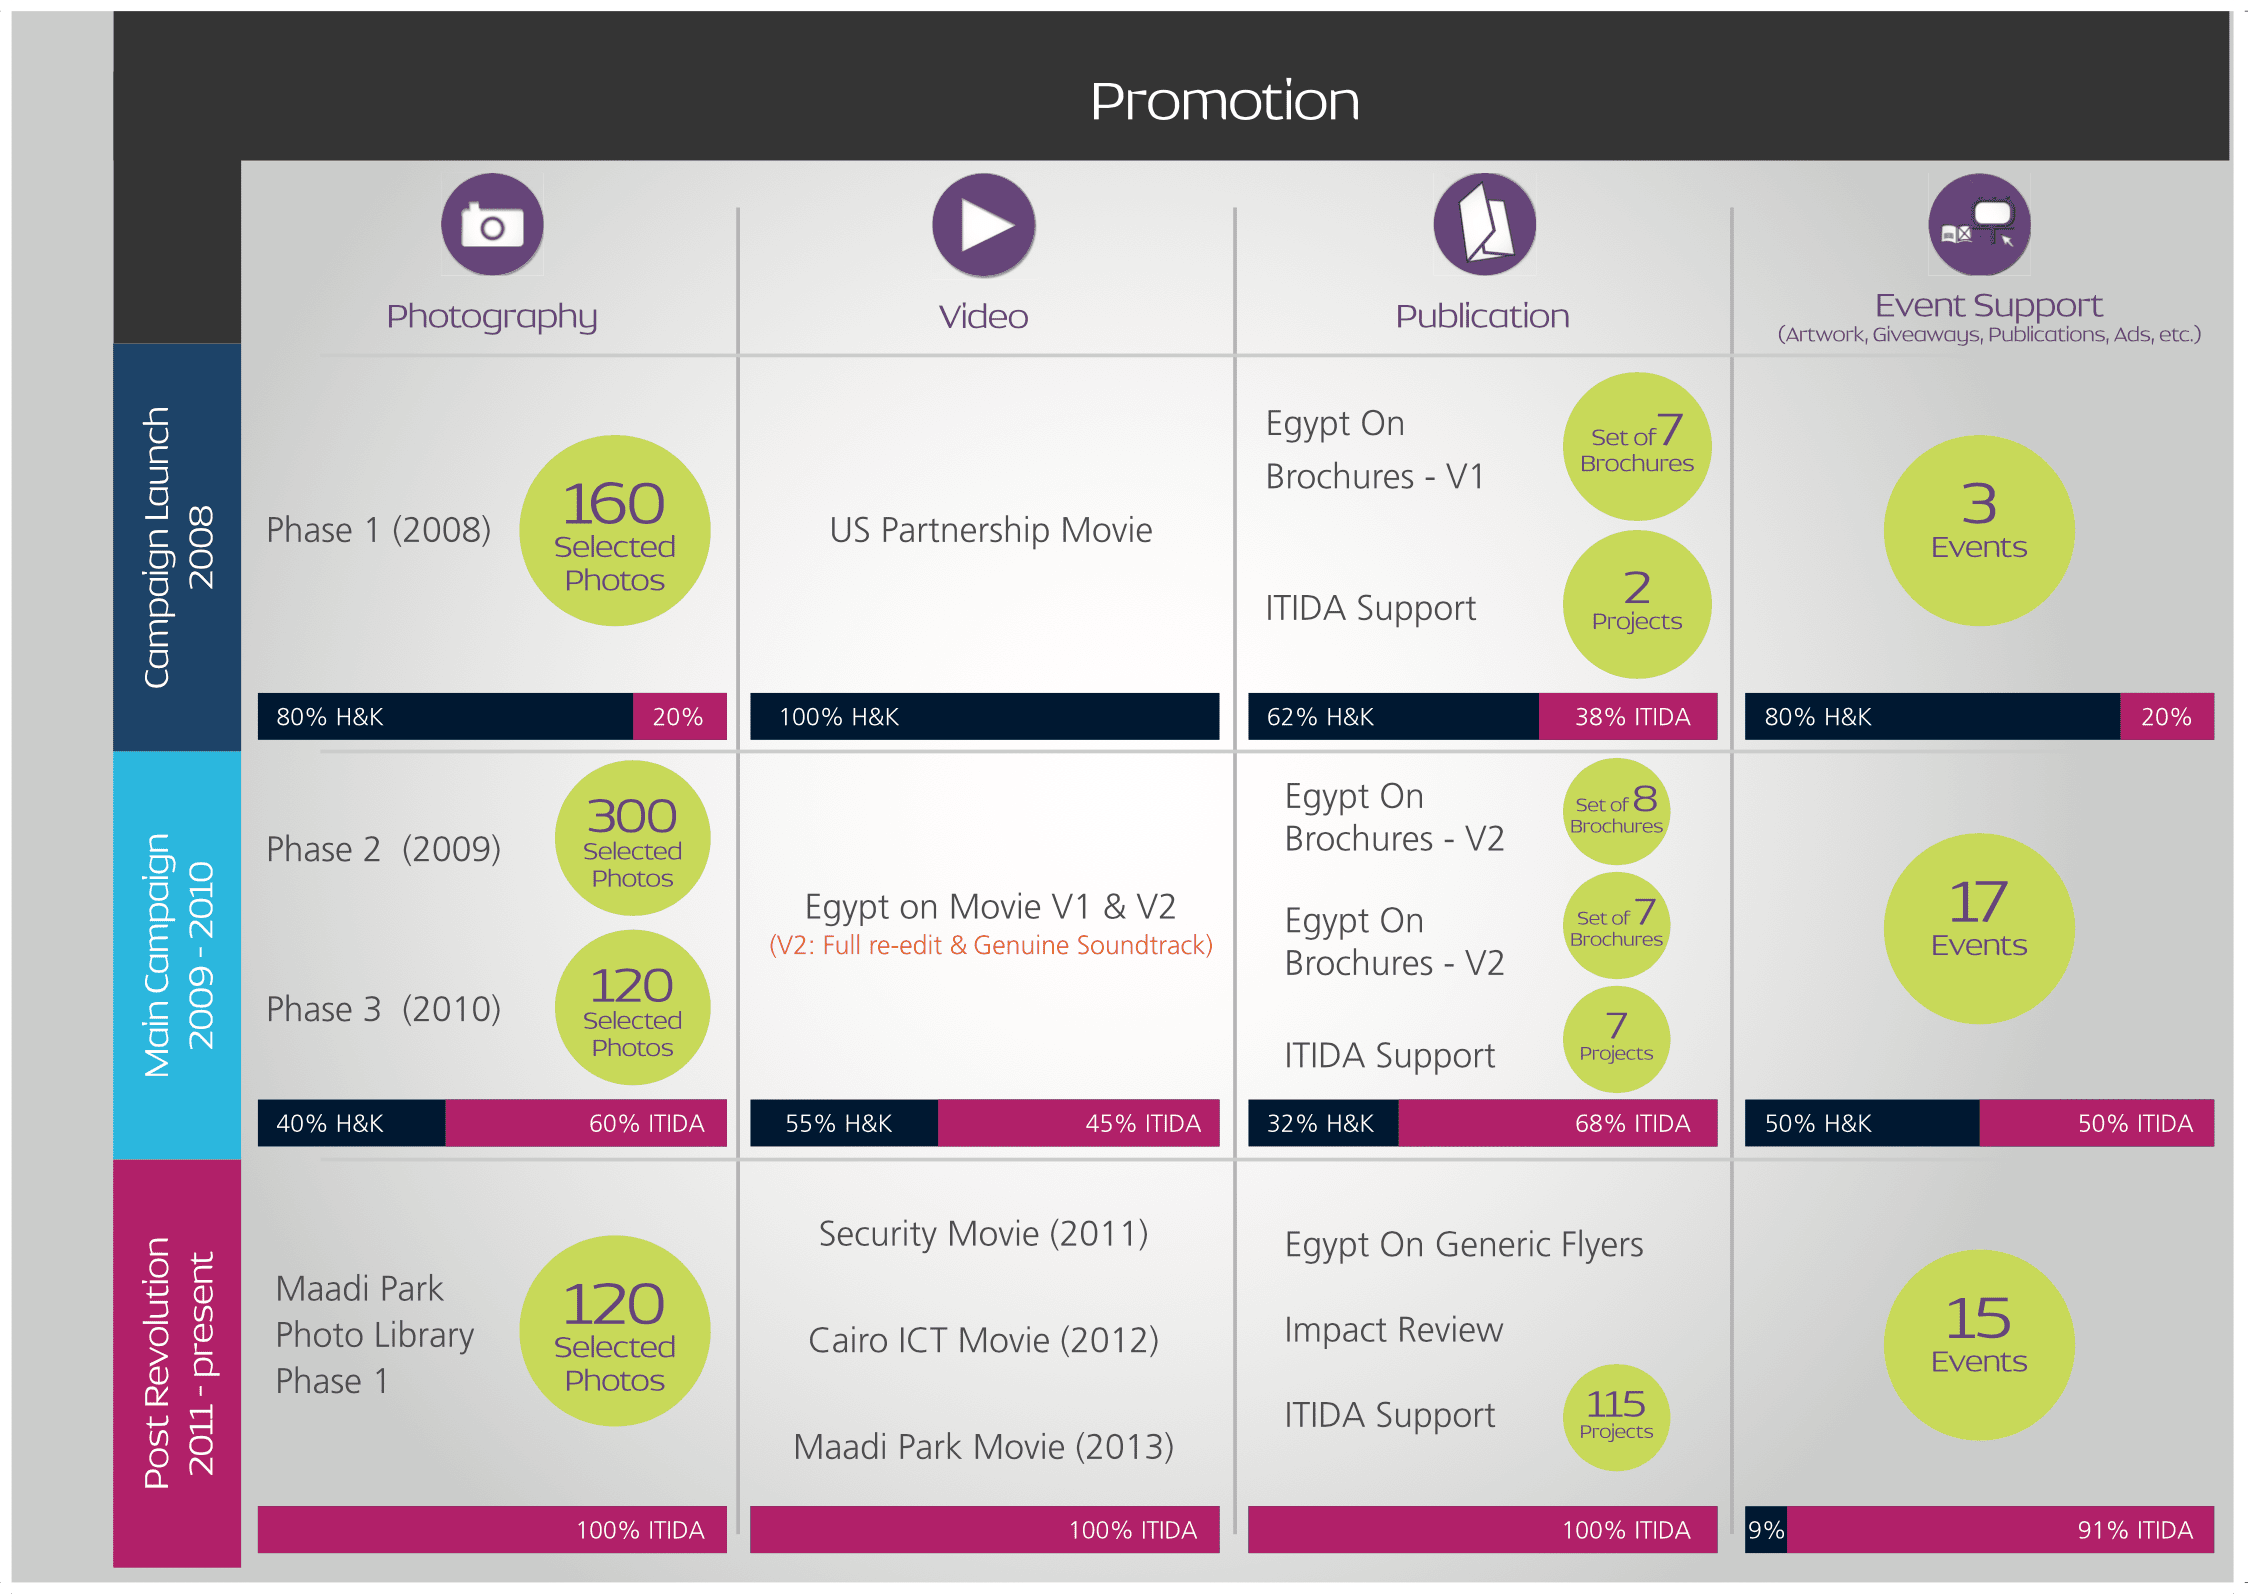 Promotion
Photography
Video
Publication
Event Support
(Artwork, Giveaways, Publications, Ads, etc.)
Campaign Launch
2008
Phase 1 (2008)
160
Selected
Photos
US Partnership Movie
Egypt On
Brochures - V1
Set of 7
Brochures
ITIDA Support
2
Projects
3
Events
80% H&K
20%
100% H&K
62% H&K
38% ITIDA
80% H&K
20%
Main Campaign
2009 - 2010
Phase 2 (2009)
300
Selected
Photos
Phase 3 (2010)
120
Selected
Photos
Egypt on Movie V1 & V2
(V2: Full re-edit & Genuine Soundtrack)
Egypt On
Brochures - V2
Set of 8
Brochures
Egypt On
Brochures - V2
Set of 7
Brochures
ITIDA Support
7
Projects
17
Events
40% H&K
60% ITIDA
55% H&K
45% ITIDA
32% H&K
68% ITIDA
50% H&K
50% ITIDA
Post Revolution
2011 - present
Maadi Park
Photo Library
Phase 1
120
Selected
Photos
Security Movie (2011)
Cairo ICT Movie (2012)
Maadi Park Movie (2013)
Egypt On Generic Flyers
Impact Review
ITIDA Support
115
Projects
15
Events
100% ITIDA
100% ITIDA
100% ITIDA
9%
91% ITIDA